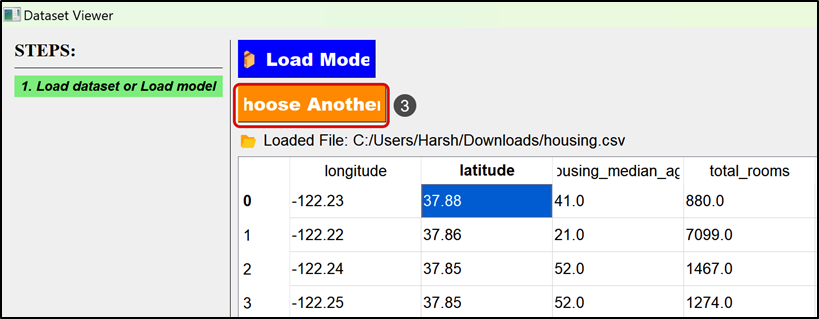 Dataset Viewer
STEPS:
1. Load dataset or Load model
Load Mode
hoose Another
3
Loaded File: C:/Users/Harsh/Downloads/housing.csv
longitude latitude ousing_median_ag total_rooms
0 -122.23 37.88 41.0 880.0
1 -122.22 37.86 21.0 7099.0
2 -122.24 37.85 52.0 1467.0
3 -122.25 37.85 52.0 1274.0